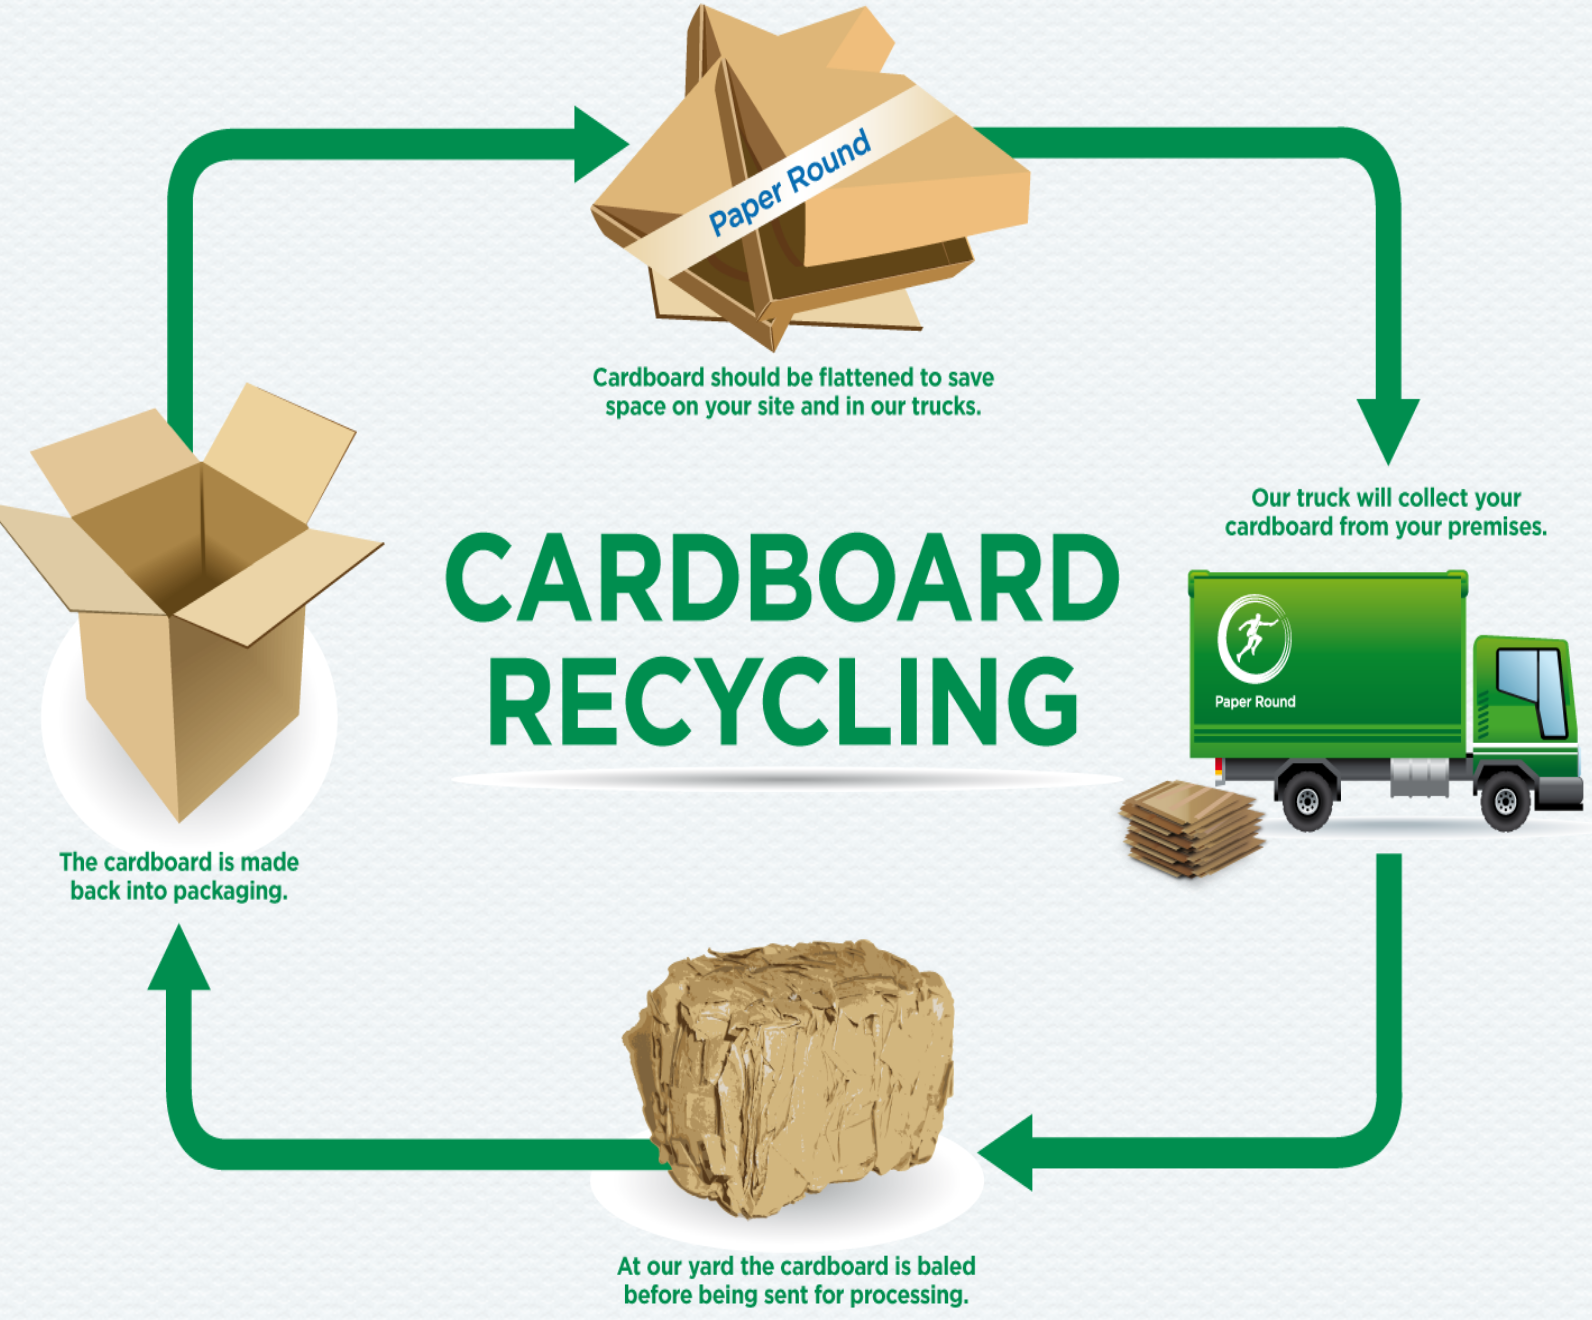 Paper Round
Cardboard should be flattened to save
space on your site and in our trucks.
Our truck will collect your
cardboard from your premises.
CARDBOARD
RECYCLING
Paper Round
The cardboard is made
back into packaging.
At our yard the cardboard is baled
before being sent for processing.